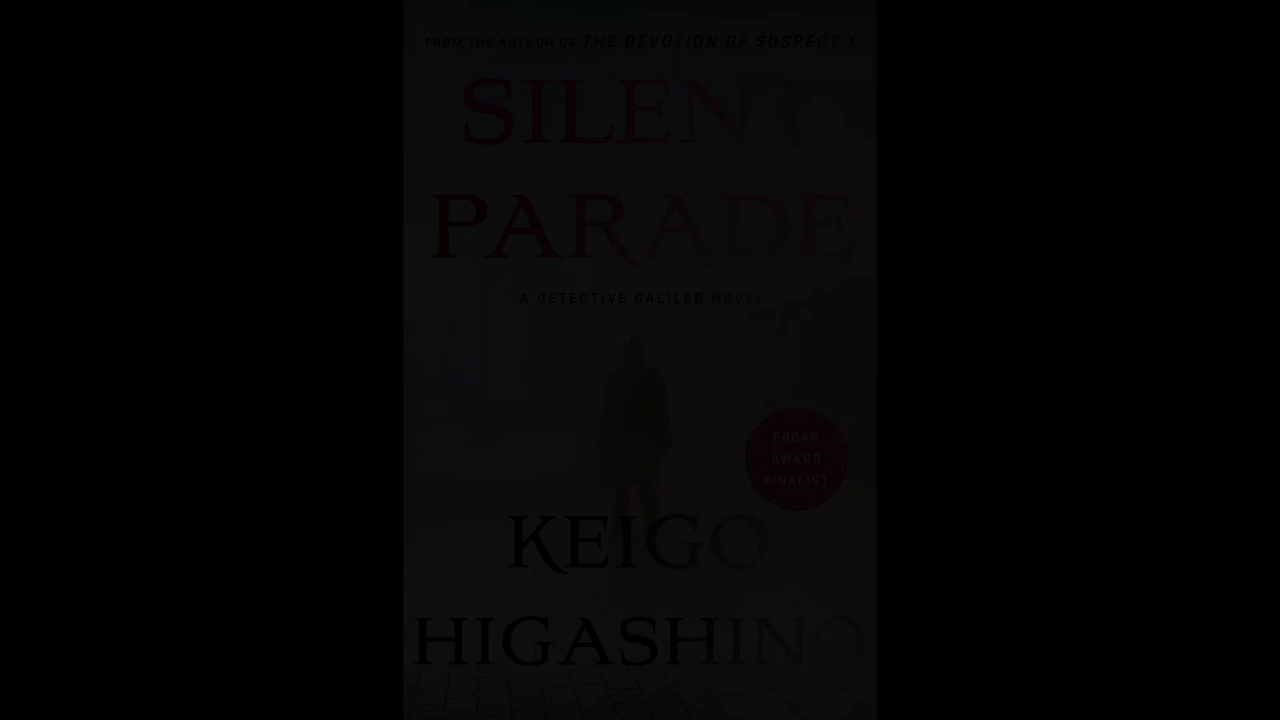 FROM THE AUTHOR OF THE DEVOTION OF SUSPECT X
SILENT
PARADE
A DETECTIVE GALILEO NOVEL
EDGAR
AWARD
FINALIST
KEIGO
HIGASHINO